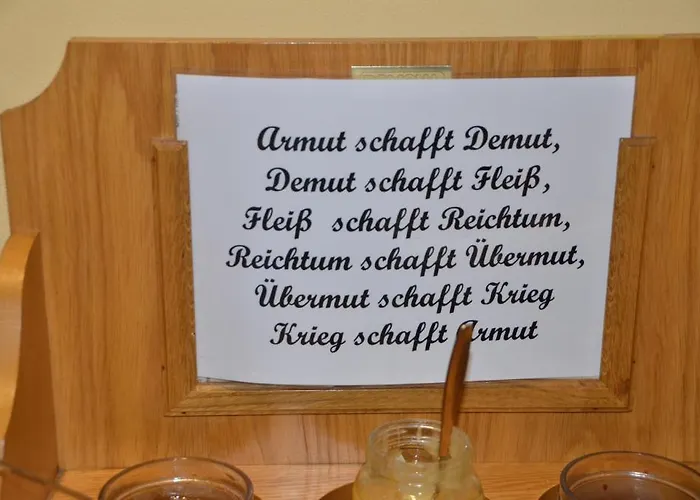 Armut schafft Demut,
Demut schafft Fleiß,
Fleiß schafft Reichtum,
Reichtum schafft Übermut,
Übermut schafft Krieg
Krieg schafft Armut